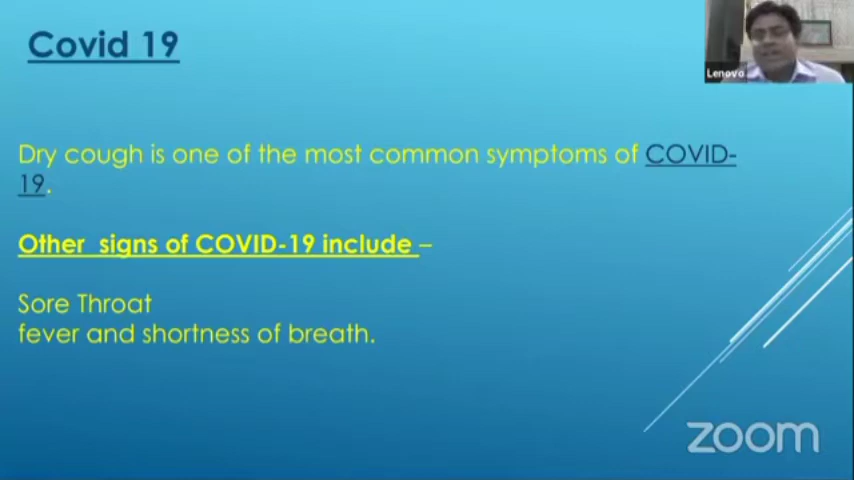 Covid 19
Lenovo
Dry cough is one of the most common symptoms of COVID-
19.
Other signs of COVID-19 include –
Sore Throat
fever and shortness of breath.
zoom